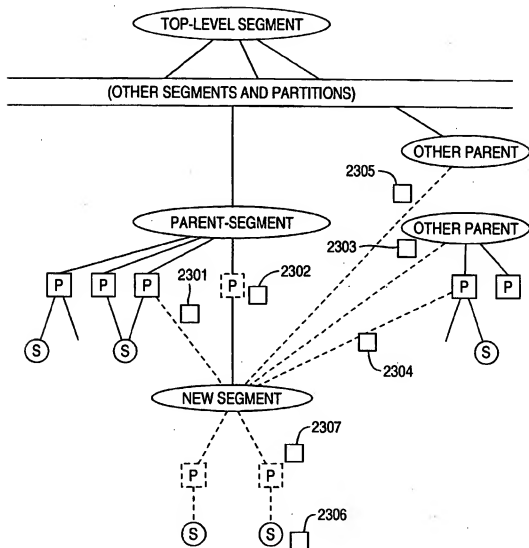 TOP-LEVEL SEGMENT
(OTHER SEGMENTS AND PARTITIONS)
OTHER PARENT
2305
PARENT-SEGMENT
2303
OTHER PARENT
2301
2302
P P P P P P
2304
S S S
NEW SEGMENT
2307
P P
S S
2306